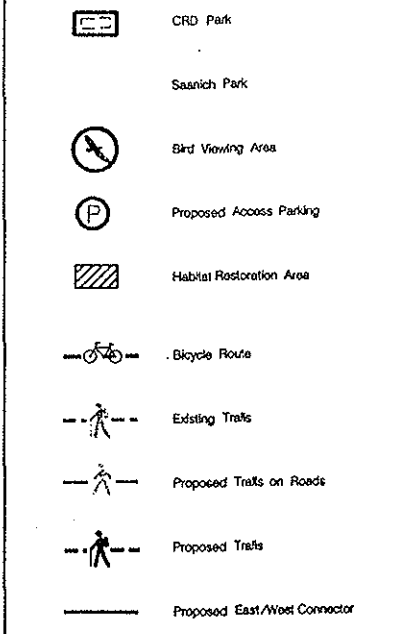 CRD Park
Saanich Park
Bird Viewing Area
P Proposed Access Parking
Habitat Restoration Area
Bicycle Route
Existing Trails
Proposed Trails on Roads
Proposed Trails
Proposed East/West Connector